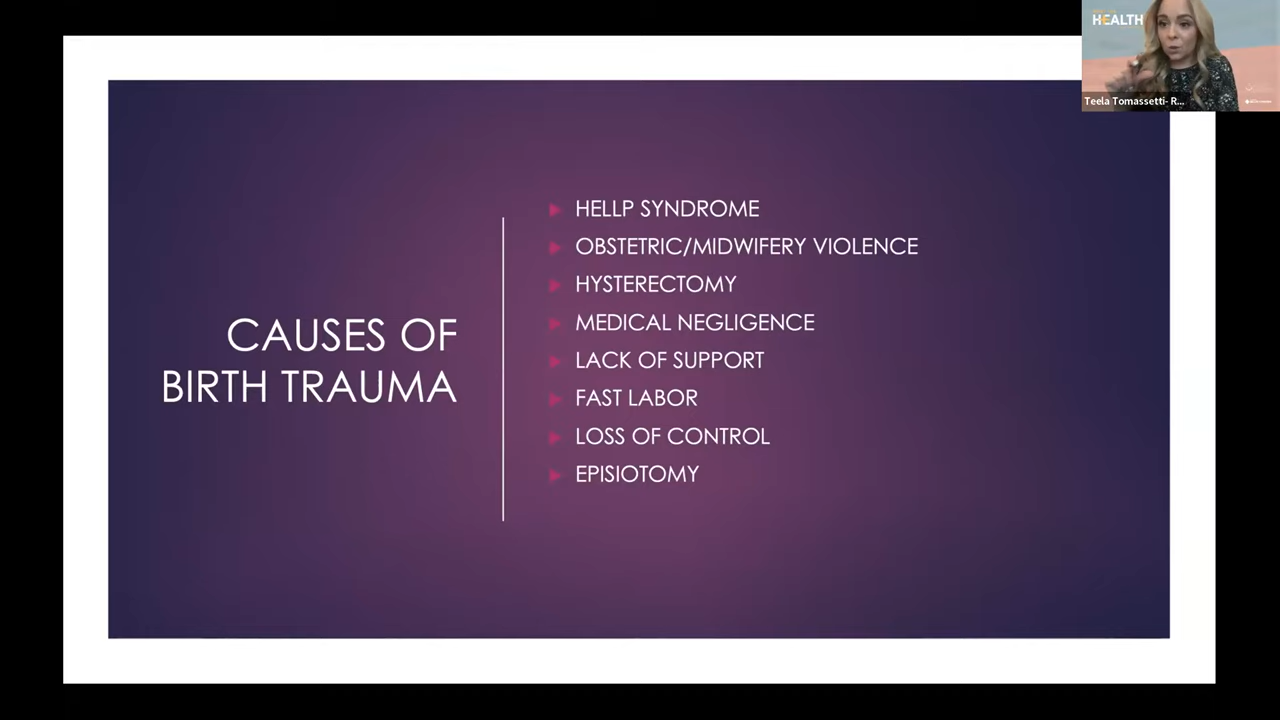 HEALTH
Teela Tomassetti- R...
CAUSES OF
BIRTH TRAUMA
HELLP SYNDROME
OBSTETRIC/MIDWIFERY VIOLENCE
HYSTERECTOMY
MEDICAL NEGLIGENCE
LACK OF SUPPORT
FAST LABOR
LOSS OF CONTROL
EPISIOTOMY